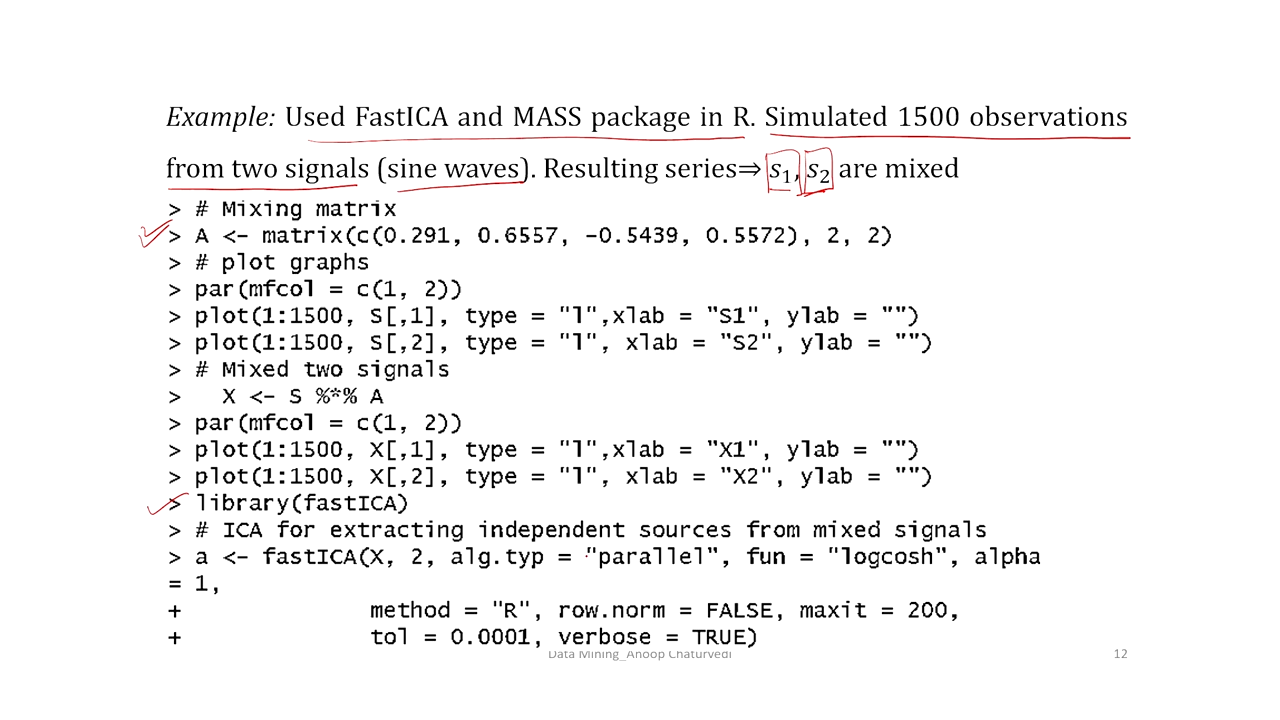 Example: Used FastICA and MASS package in R. Simulated 1500 observations
from two signals (sine waves). Resulting series⇒ s₁, s₂ are mixed
> # Mixing matrix
> A <- matrix(c(0.291, 0.6557, -0.5439, 0.5572), 2, 2)
> # plot graphs
> par(mfcol = c(1, 2))
> plot(1:1500, S[,1], type = "l",xlab = "S1", ylab = "")
> plot(1:1500, S[,2], type = "l", xlab = "S2", ylab = "")
> # Mixed two signals
>   X <- S %*% A
> par(mfcol = c(1, 2))
> plot(1:1500, X[,1], type = "l",xlab = "X1", ylab = "")
> plot(1:1500, X[,2], type = "l", xlab = "X2", ylab = "")
> library(fastICA)
> # ICA for extracting independent sources from mixed signals
> a <- fastICA(X, 2, alg.typ = "parallel", fun = "logcosh", alpha
= 1,
+              method = "R", row.norm = FALSE, maxit = 200,
+              tol = 0.0001, verbose = TRUE)
Data Mining_Anoop Chaturvedi 12